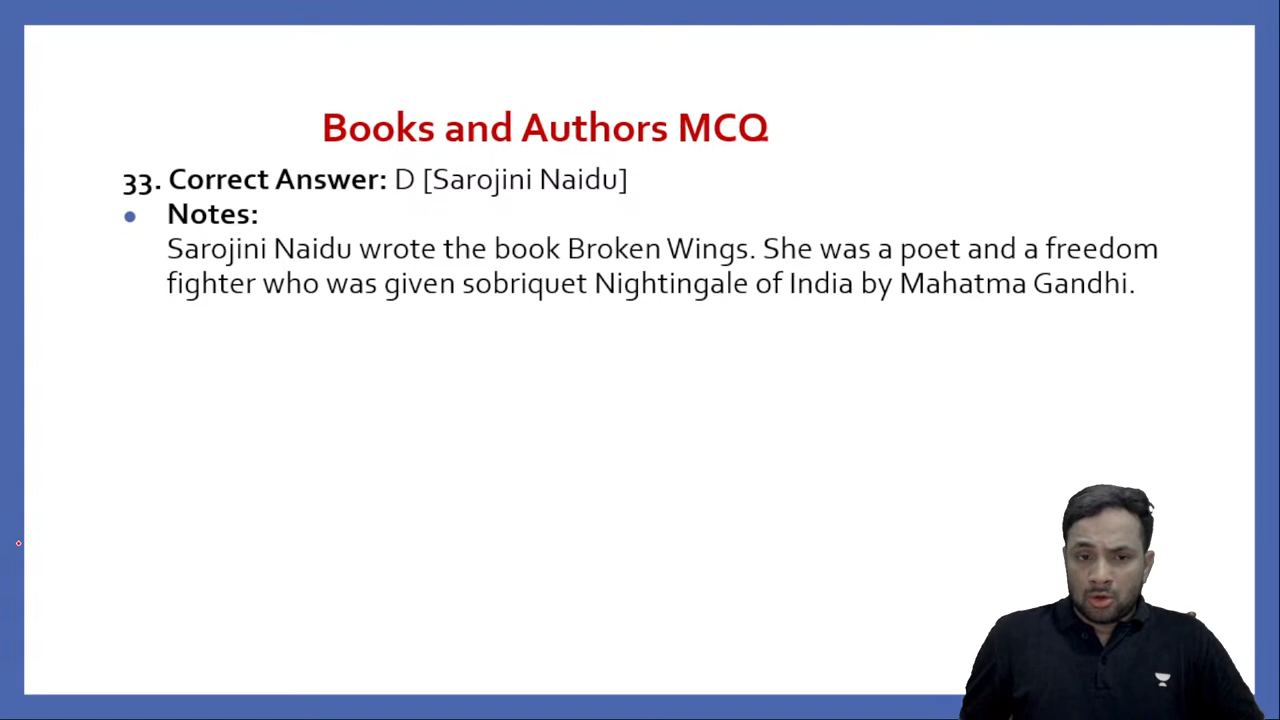 Books and Authors MCQ
33. Correct Answer: D [Sarojini Naidu]
Notes:
Sarojini Naidu wrote the book Broken Wings. She was a poet and a freedom
fighter who was given sobriquet Nightingale of India by Mahatma Gandhi.